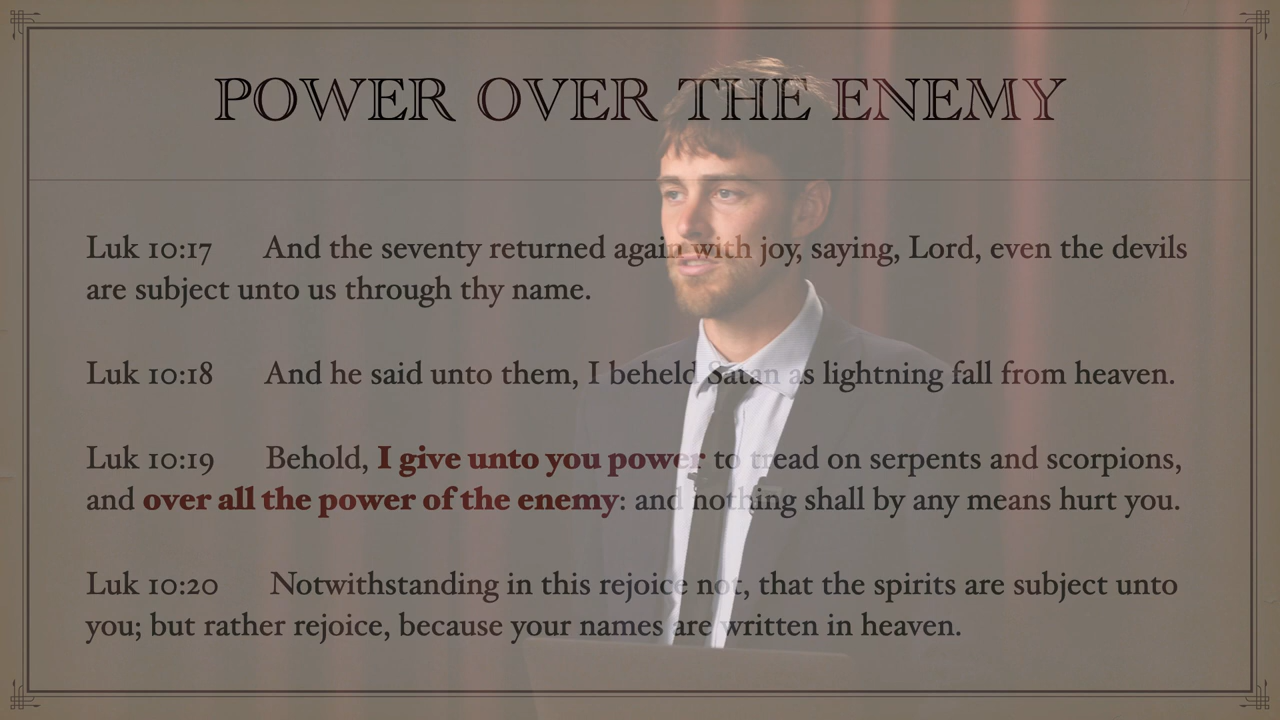 POWER OVER THE ENEMY
Luk 10:17 And the seventy returned again with joy, saying, Lord, even the devils
are subject unto us through thy name.
Luk 10:18 And he said unto them, I beheld Satan as lightning fall from heaven.
Luk 10:19 Behold, I give unto you power to tread on serpents and scorpions,
and over all the power of the enemy: and nothing shall by any means hurt you.
Luk 10:20 Notwithstanding in this rejoice not, that the spirits are subject unto
you; but rather rejoice, because your names are written in heaven.